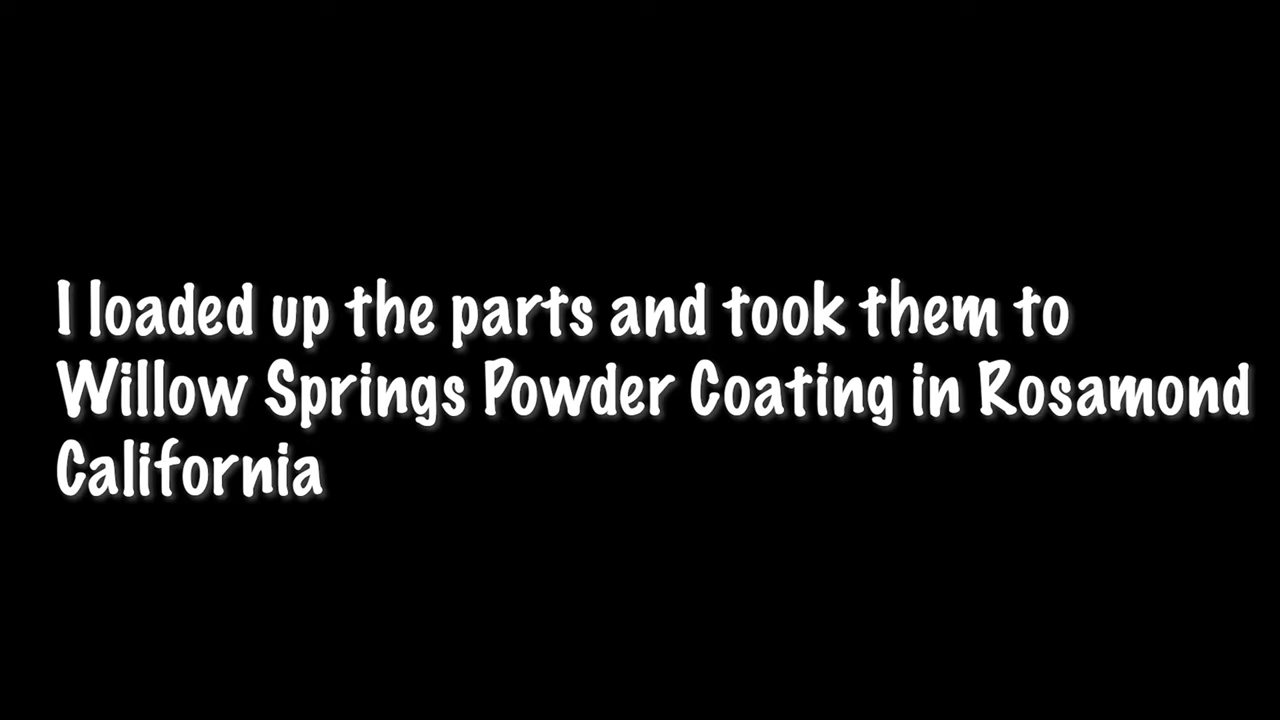 I loaded up the parts and took them to
Willow Springs Powder Coating in Rosamond
California